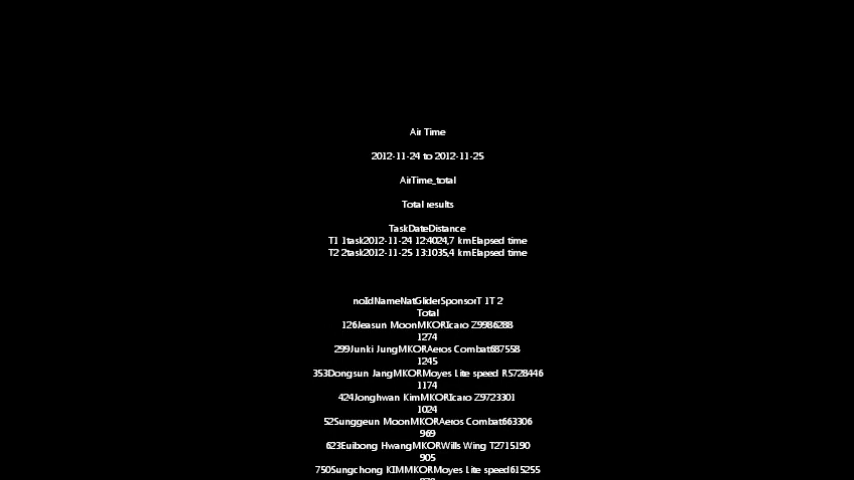 Air Time
2012-11-24 to 2012-11-25
AirTime_total
Total results
TaskDateDistance
T1 1task2012-11-24 12:4024,7 kmElapsed time
T2 2task2012-11-25 13:1035,4 kmElapsed time
noIdNameNatGliderSponsorT 1T 2
Total
126Jeasun MoonMKORIcaro Z9986288
1274
299Junki JungMKORAeros Combat687558
1245
353Dongsun JangMKORMoyes Lite speed RS728446
1174
424Jonghwan KimMKORIcaro Z9723301
1024
52Sunggeun MoonMKORAeros Combat663306
969
623Euibong HwangMKORWills Wing T2715190
905
750Sungchong KIMMKORMoyes Lite speed615255